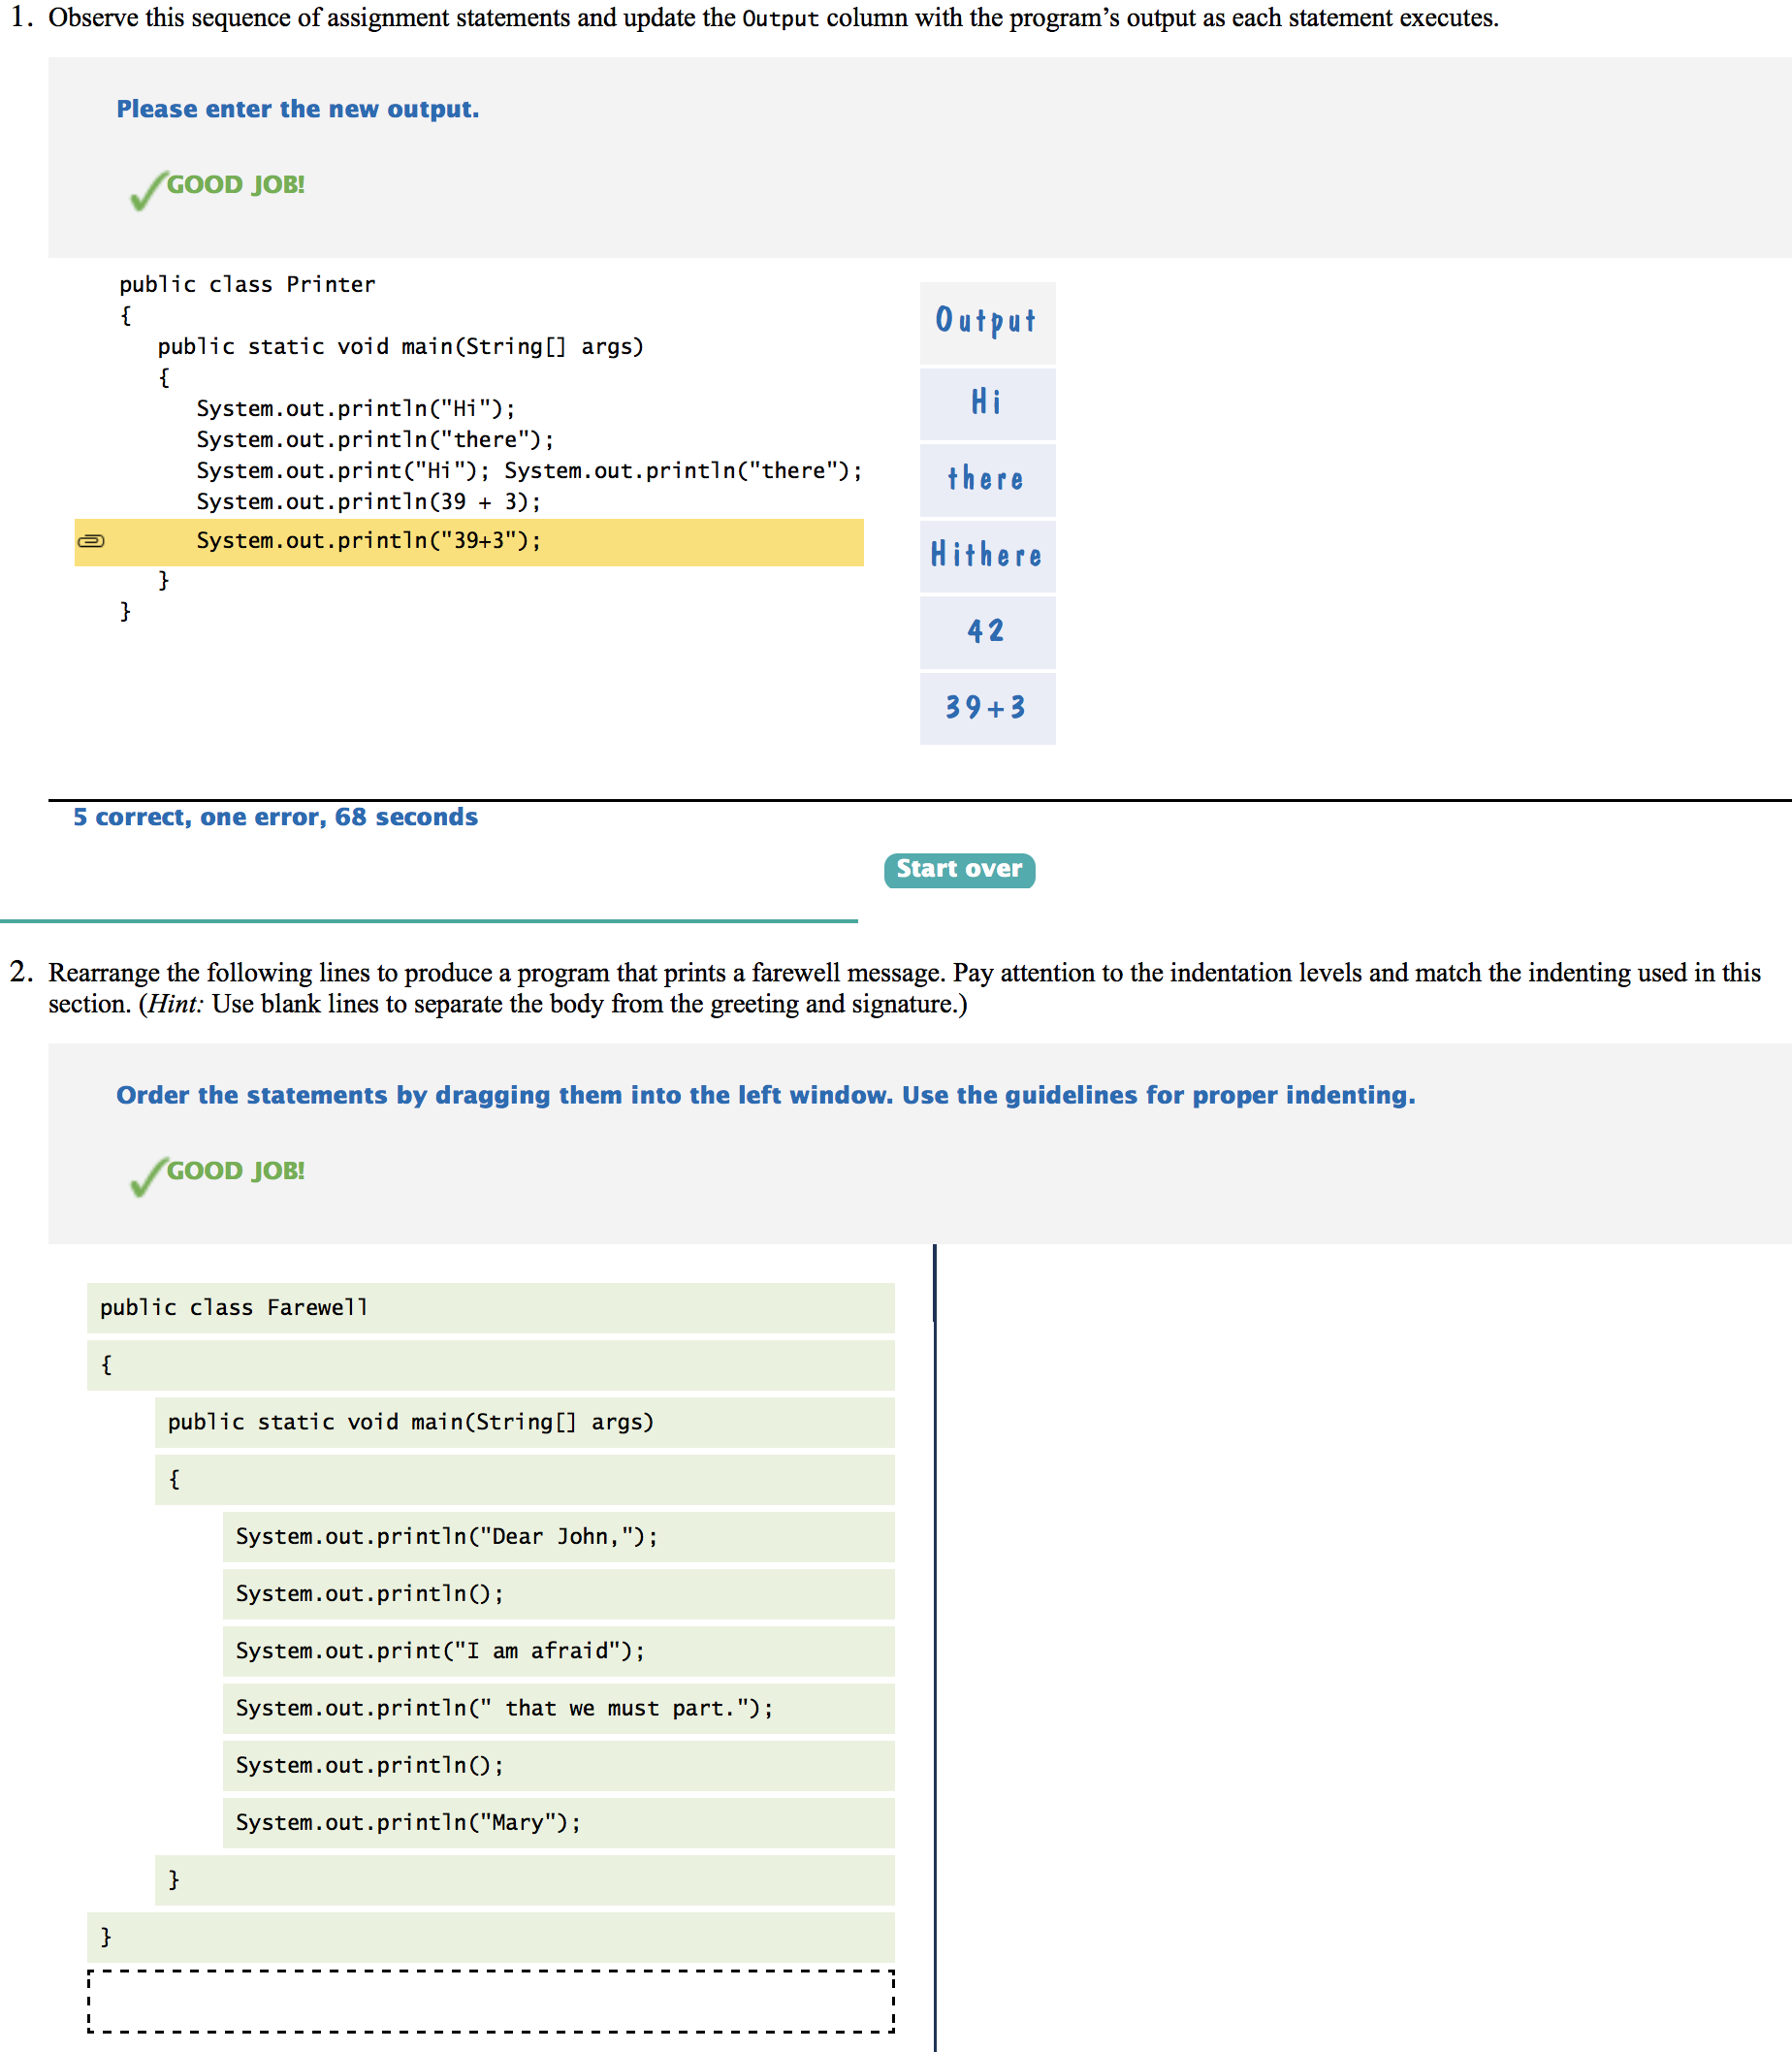 1. Observe this sequence of assignment statements and update the Output column with the program’s output as each statement executes.
Please enter the new output.
GOOD JOB!
public class Printer
{
   public static void main(String[] args)
   {
      System.out.println("Hi");
      System.out.println("there");
      System.out.print("Hi"); System.out.println("there");
      System.out.println(39 + 3);
      System.out.println("39+3");
   }
}
Output
Hi
there
Hithere
42
39+3
5 correct, one error, 68 seconds
Start over
2. Rearrange the following lines to produce a program that prints a farewell message. Pay attention to the indentation levels and match the indenting used in this
section. (Hint: Use blank lines to separate the body from the greeting and signature.)
Order the statements by dragging them into the left window. Use the guidelines for proper indenting.
GOOD JOB!
public class Farewell
{
   public static void main(String[] args)
   {
      System.out.println("Dear John,");
      System.out.println();
      System.out.print("I am afraid");
      System.out.println(" that we must part.");
      System.out.println();
      System.out.println("Mary");
   }
}